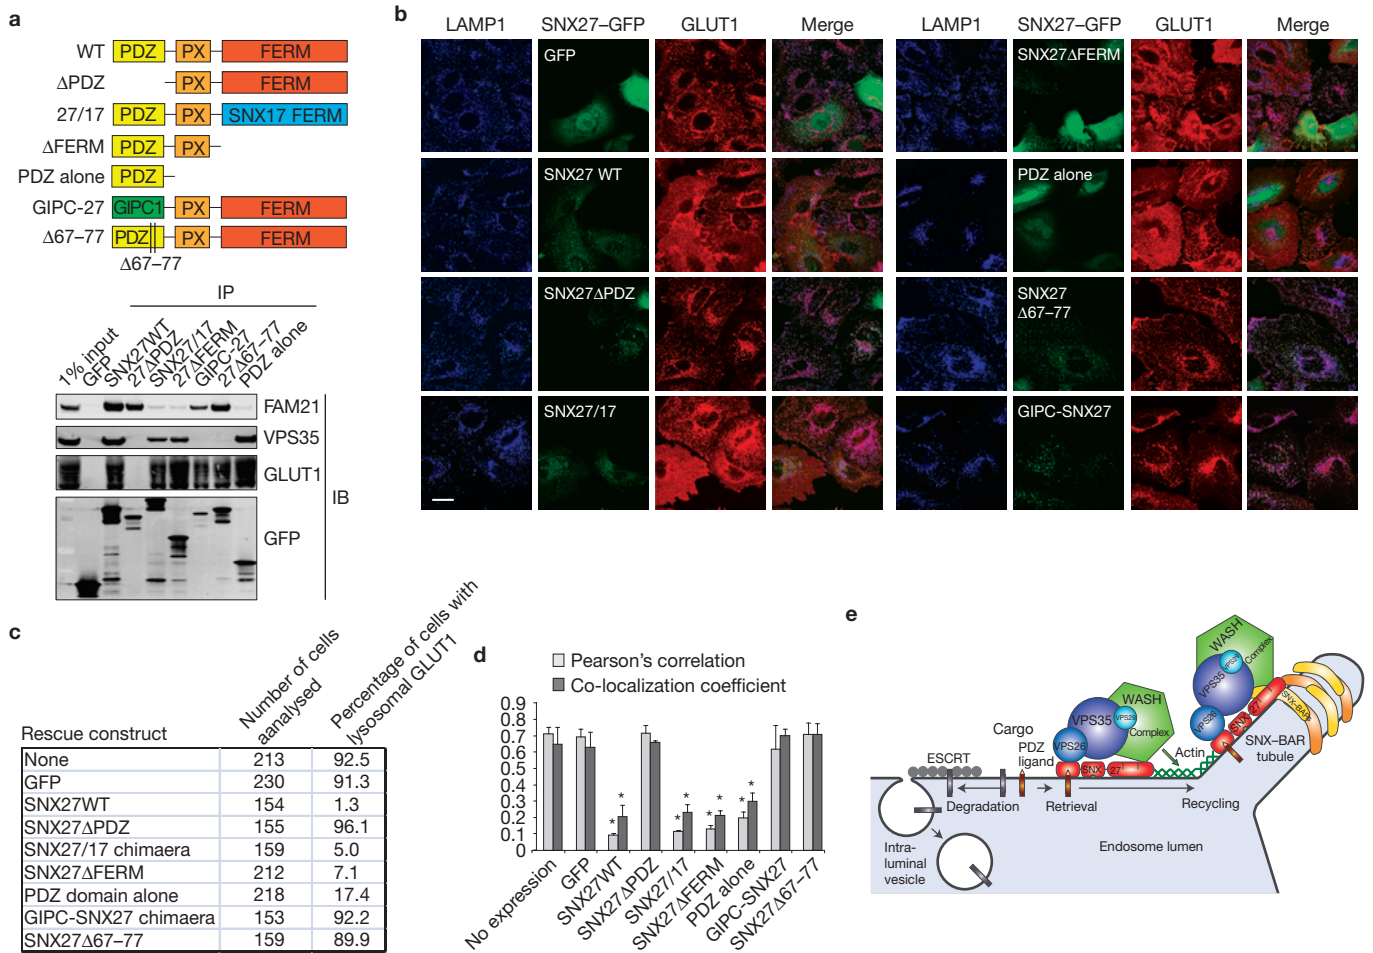 a
WT PDZ PX FERM
ΔPDZ PX FERM
27/17 PDZ PX SNX17 FERM
ΔFERM PDZ PX
PDZ alone PDZ
GIPC-27 GIPC1 PX FERM
Δ67–77 PDZ PX FERM
Δ67–77
IP
1% input
GFP
SNX27WT
27ΔPDZ
SNX27/17
27ΔFERM
GIPC-27
27Δ67–77
PDZ alone
FAM21
VPS35
GLUT1
GFP
IB
b
LAMP1 SNX27–GFP GLUT1 Merge LAMP1 SNX27–GFP GLUT1 Merge
GFP
SNX27ΔFERM
SNX27 WT
PDZ alone
SNX27ΔPDZ
SNX27
Δ67–77
SNX27/17
GIPC-SNX27
c
Rescue construct
Number of cells
aanalysed
Percentage of cells with
lysosomal GLUT1
None 213 92.5
GFP 230 91.3
SNX27WT 154 1.3
SNX27ΔPDZ 155 96.1
SNX27/17 chimaera 159 5.0
SNX27ΔFERM 212 7.1
PDZ domain alone 218 17.4
GIPC-SNX27 chimaera 153 92.2
SNX27Δ67–77 159 89.9
d
Pearson's correlation
Co-localization coefficient
0.9
0.8
0.7
0.6
0.5
0.4
0.3
0.2
0.1
0
* * * * * * * *
No expression
GFP
SNX27WT
SNX27ΔPDZ
SNX27/17
SNX27ΔFERM
PDZ alone
GIPC-SNX27
SNX27Δ67–77
e
WASH
Complex
VPS29
VPS35
VPS26
SNX 27
SNX–BARs
WASH
Complex
VPS29
VPS35
VPS26
SNX 27
Cargo
PDZ
ligand
ESCRT
Actin
SNX–BAR
tubule
Degradation
Retrieval
Recycling
Intra-
luminal
vesicle
Endosome lumen